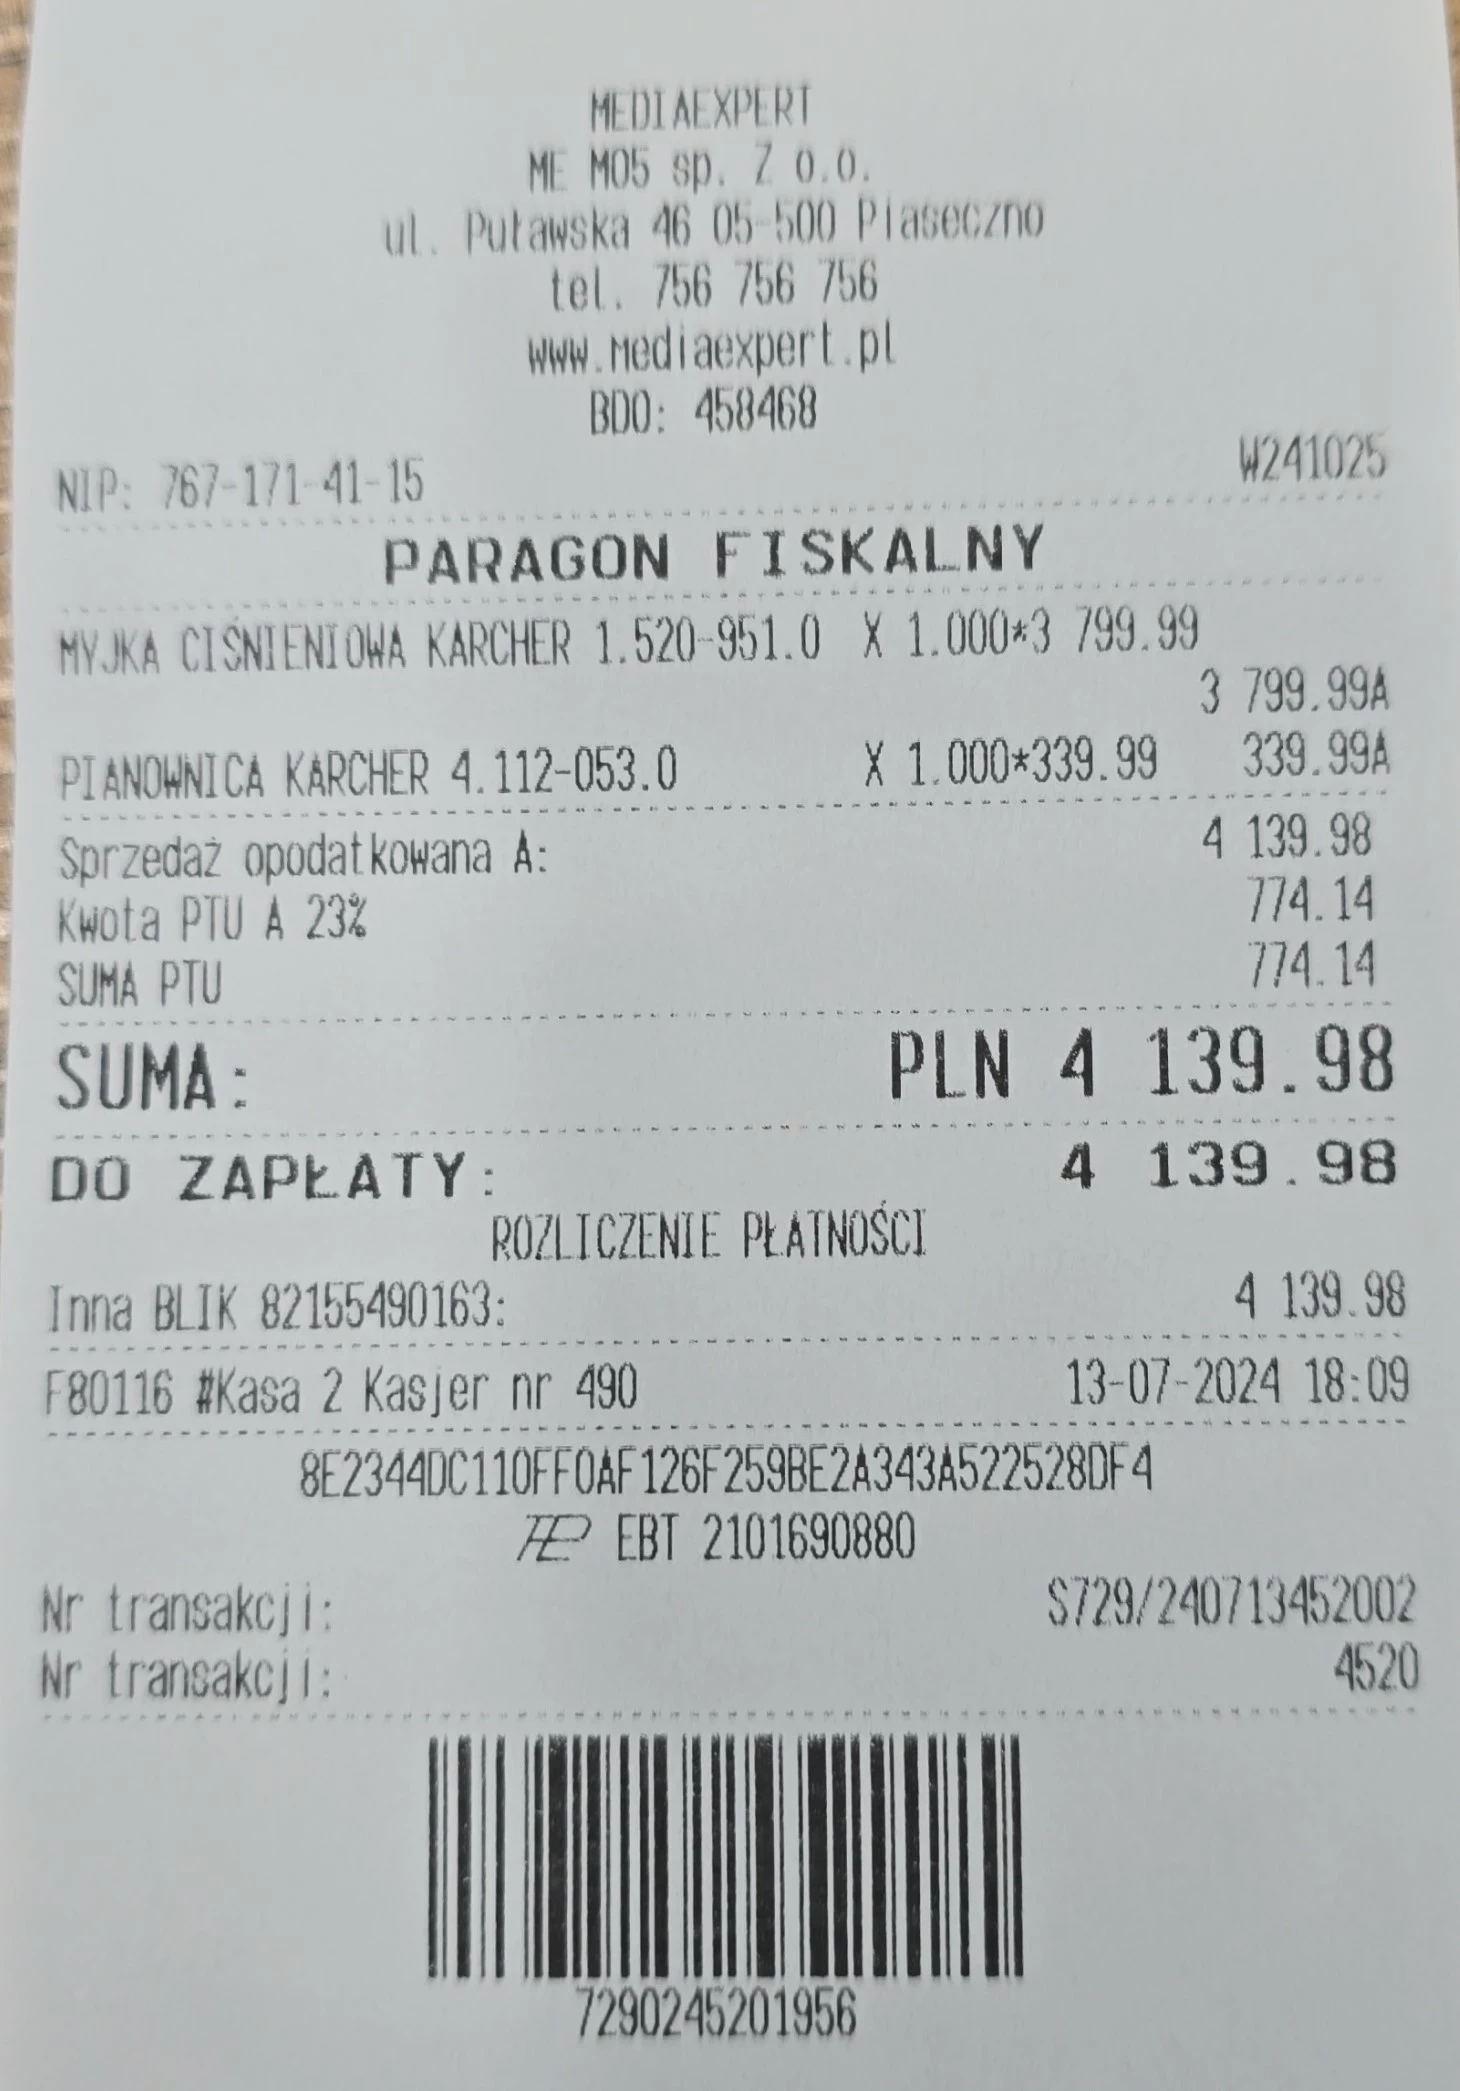 MEDIAEXPERT
ME M05 sp. Z o.o.
ul. Puławska 46 05-500 Piaseczno
tel. 756 756 756
www.mediaexpert.pl
BDO: 458468
NIP: 767-171-41-15 W241025
PARAGON FISKALNY
MYJKA CIŚNIENIOWA KARCHER 1.520-951.0 X 1.000*3 799.99
3 799.99A
PIANOWNICA KARCHER 4.112-053.0 X 1.000*339.99 339.99A
Sprzedaż opodatkowana A: 4 139.98
Kwota PTU A 23% 774.14
SUMA PTU 774.14
SUMA: PLN 4 139.98
DO ZAPŁATY: 4 139.98
ROZLICZENIE PŁATNOŚCI
Inna BLIK 82155490163: 4 139.98
F80116 #Kasa 2 Kasjer nr 490 13-07-2024 18:09
8E2344DC110FF0AF126F259BE2A343A522528DF4
EBT 2101690880
Nr transakcji: S729/240713452002
Nr transakcji: 4520
7290245201956